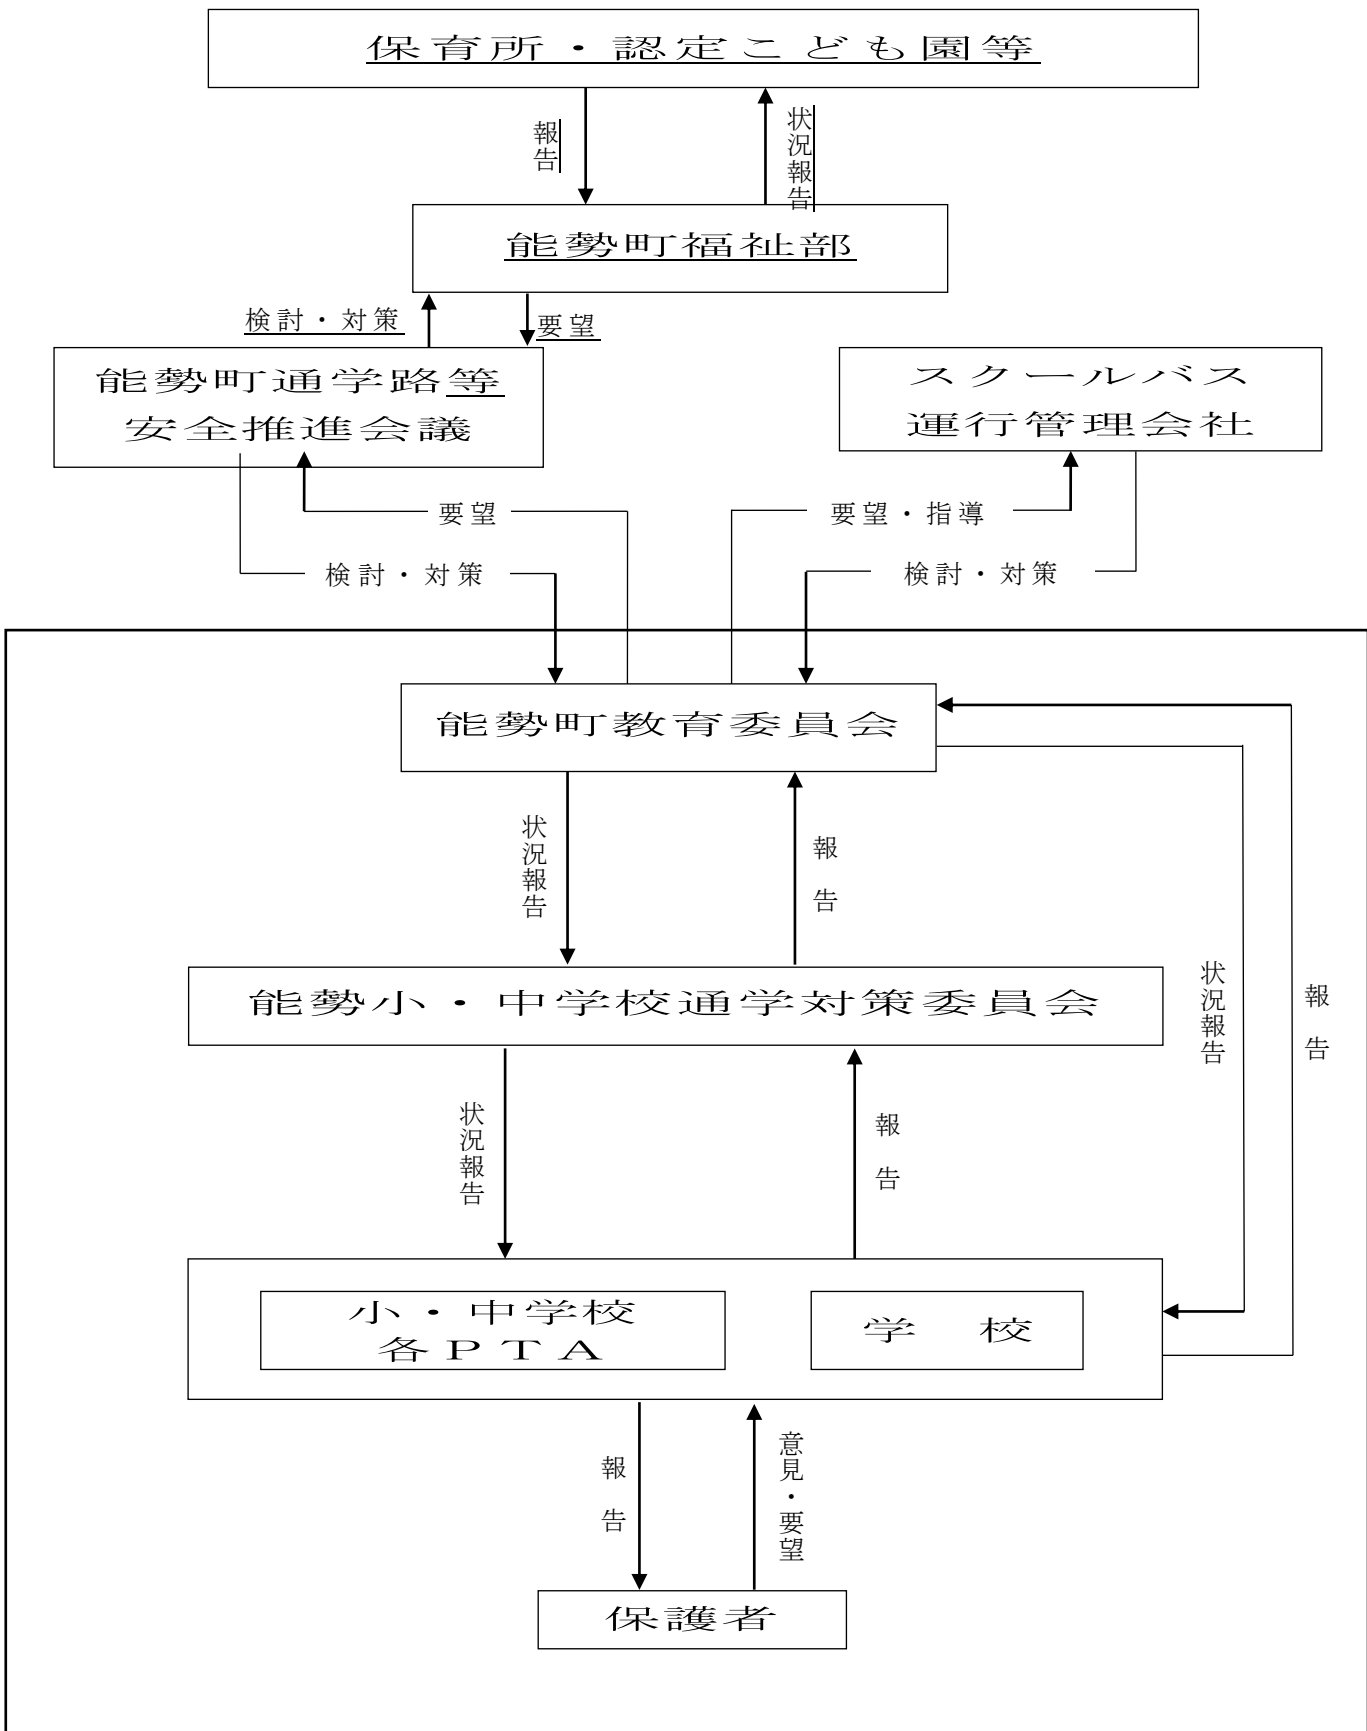 保育所・認定こども園等
報告
状況報告
能勢町福祉部
検討・対策
要望
能勢町通学路等
安全推進会議
スクールバス
運行管理会社
要望
要望・指導
検討・対策
検討・対策
能勢町教育委員会
状況報告
報告
能勢小・中学校通学対策委員会
状況報告
報告
状況報告
報告
小・中学校
各ＰＴＡ
学　校
報告
意見・要望
保護者